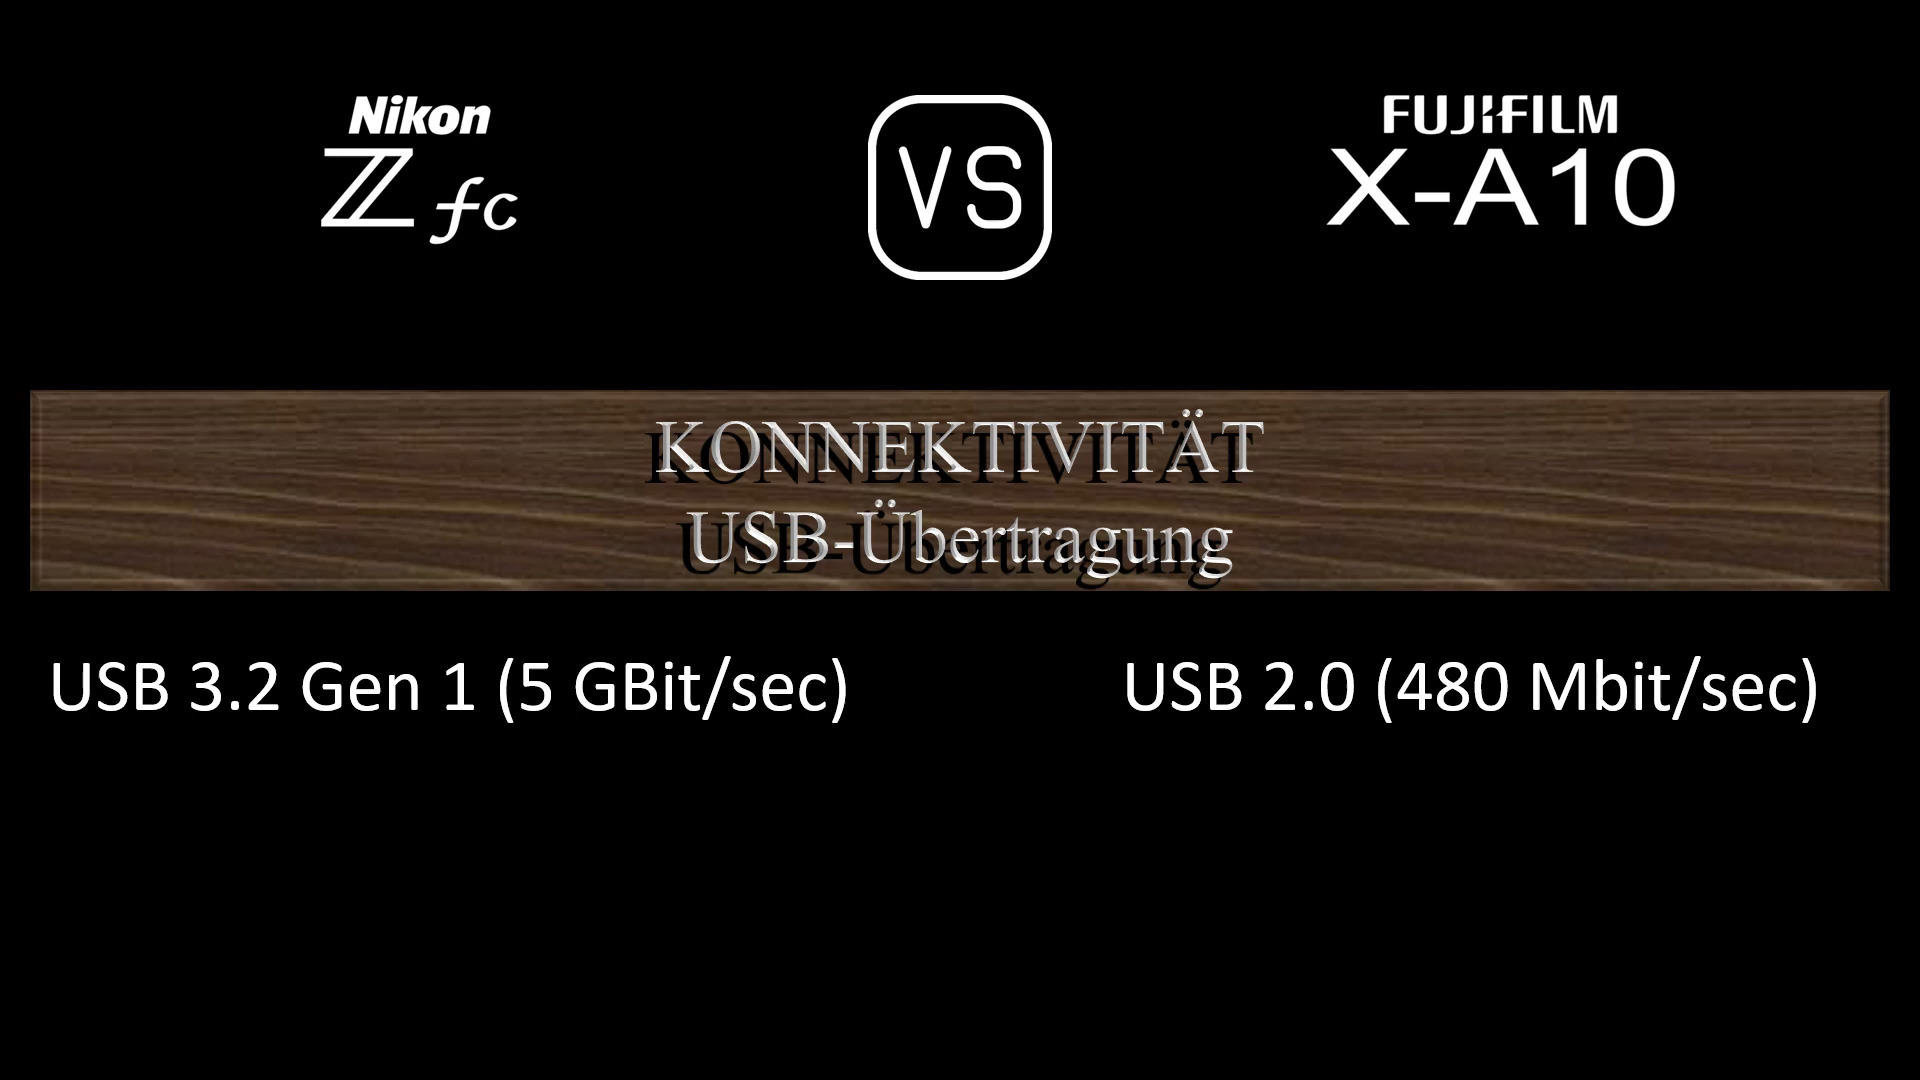 Nikon
Z fc
VS
FUJIFILM
X-A10
KONNEKTIVITÄT
USB-Übertragung
USB 3.2 Gen 1 (5 GBit/sec)
USB 2.0 (480 Mbit/sec)